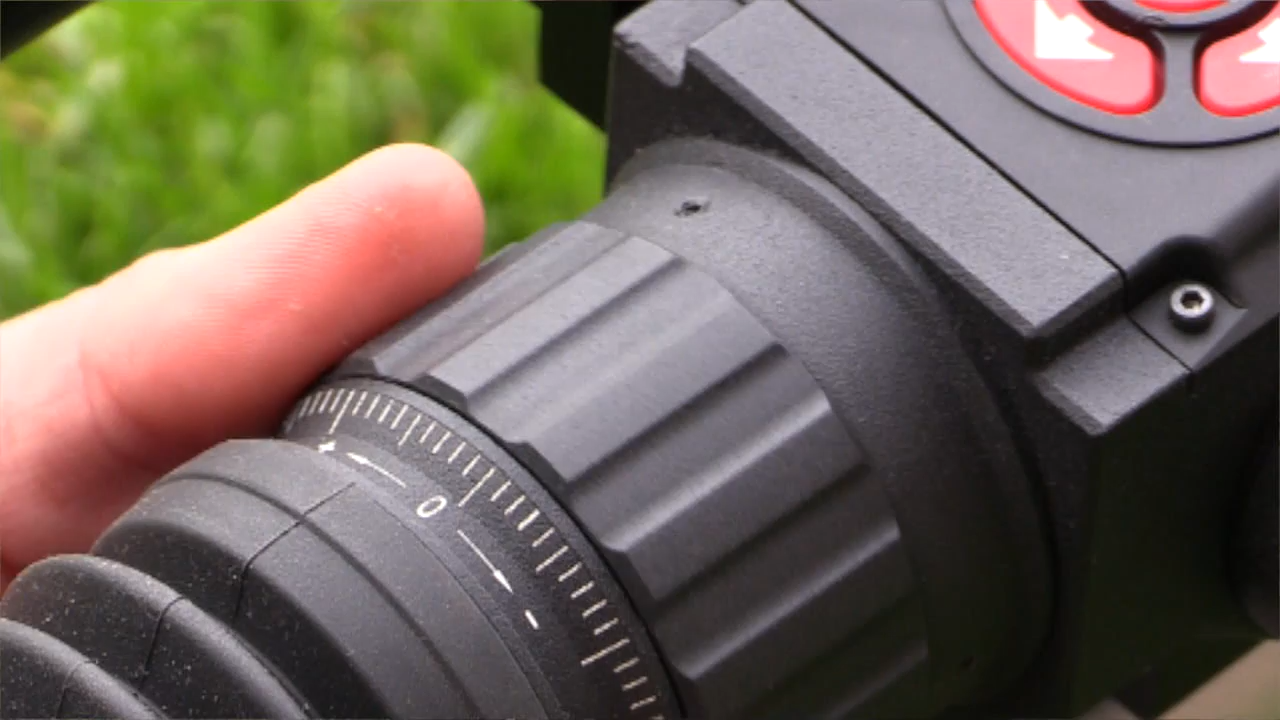 + ← 0 → -